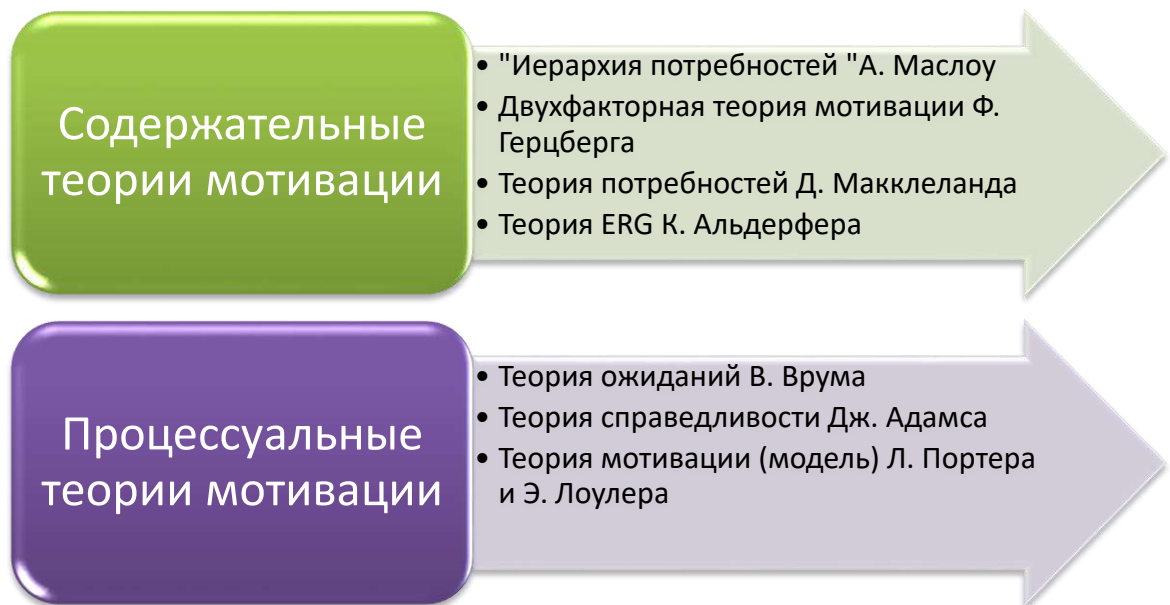 Содержательные
теории мотивации
• "Иерархия потребностей "А. Маслоу
• Двухфакторная теория мотивации Ф.
Герцберга
• Теория потребностей Д. Макклеланда
• Теория ERG К. Альдерфера
Процессуальные
теории мотивации
• Теория ожиданий В. Врума
• Теория справедливости Дж. Адамса
• Теория мотивации (модель) Л. Портера
и Э. Лоулера